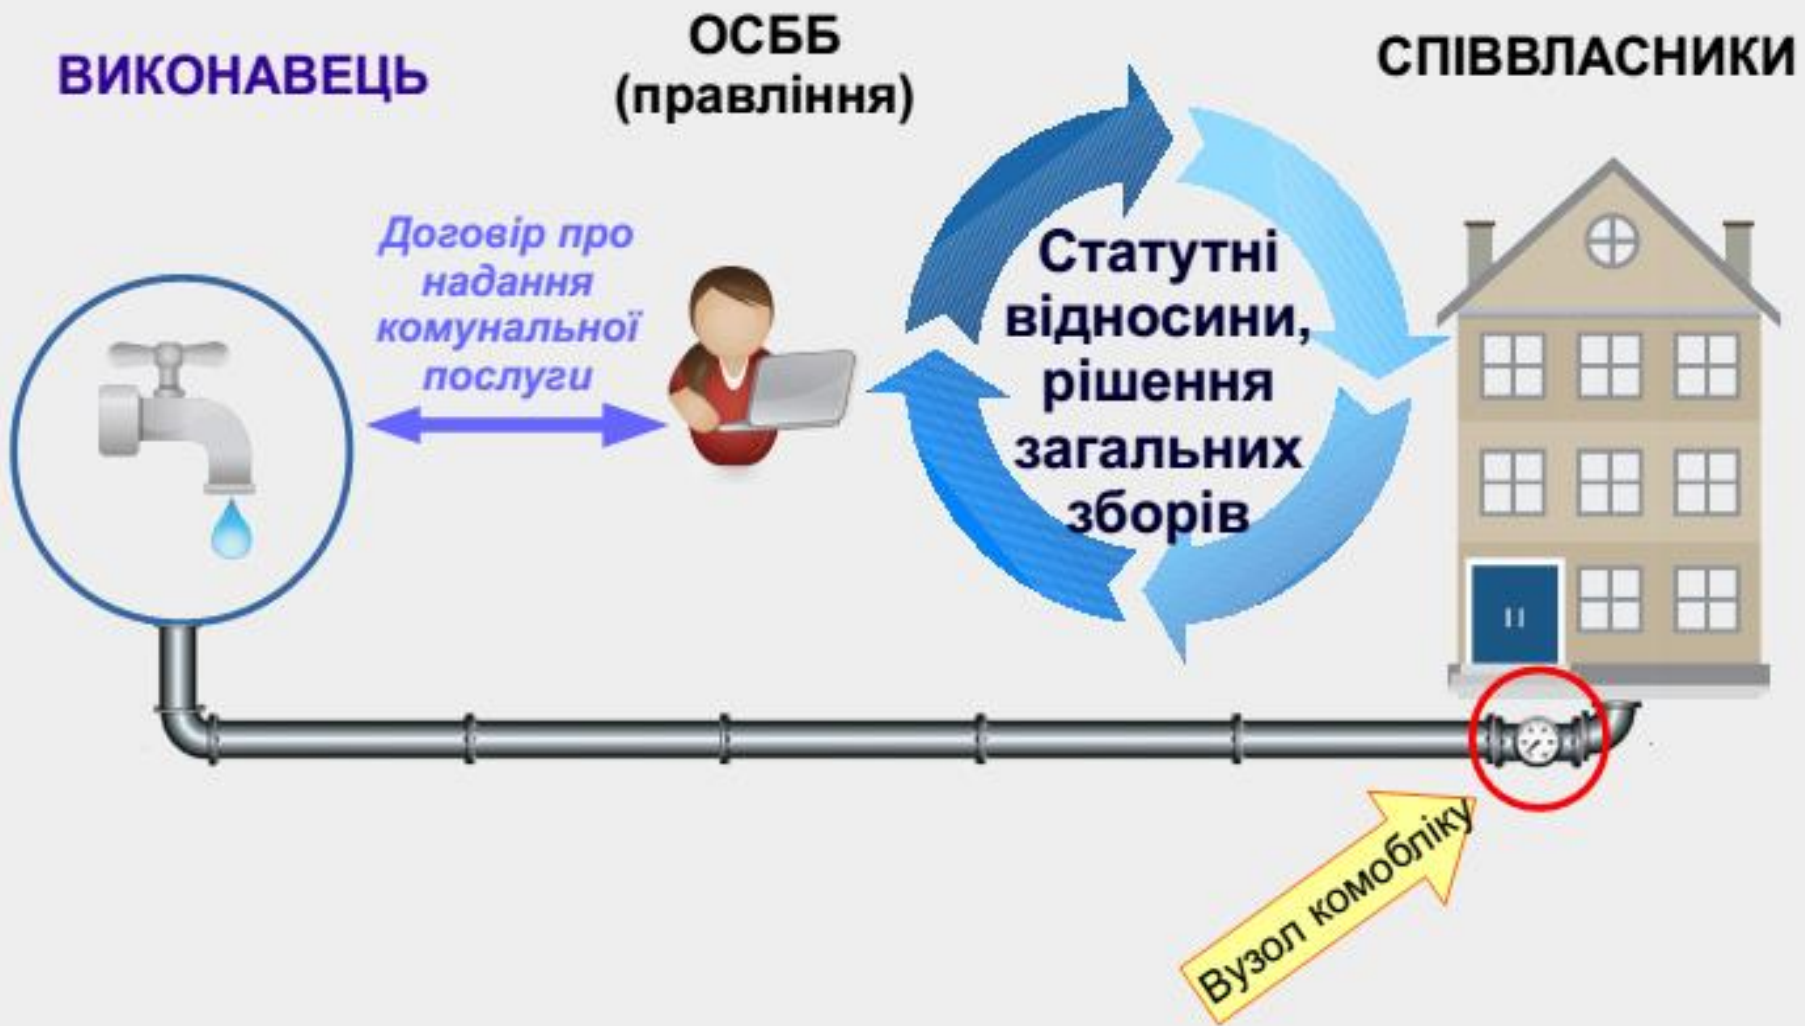 ВИКОНАВЕЦЬ
ОСББ
(правління)
СПІВВЛАСНИКИ
Договір про
надання
комунальної
послуги
Статутні
відносини,
рішення
загальних
зборів
Вузол комобліку